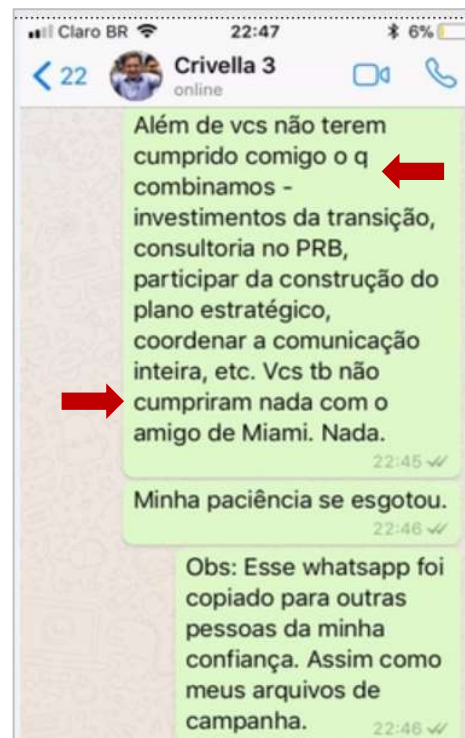 Claro BR 22:47 6%
22 Crivella 3
online
Além de vcs não terem
cumprido comigo o q
combinamos -
investimentos da transição,
consultoria no PRB,
participar da construção do
plano estratégico,
coordenar a comunicação
inteira, etc. Vcs tb não
cumpriram nada com o
amigo de Miami. Nada.
22:45
Minha paciência se esgotou.
22:46
Obs: Esse whatsapp foi
copiado para outras
pessoas da minha
confiança. Assim como
meus arquivos de
campanha.
22:46